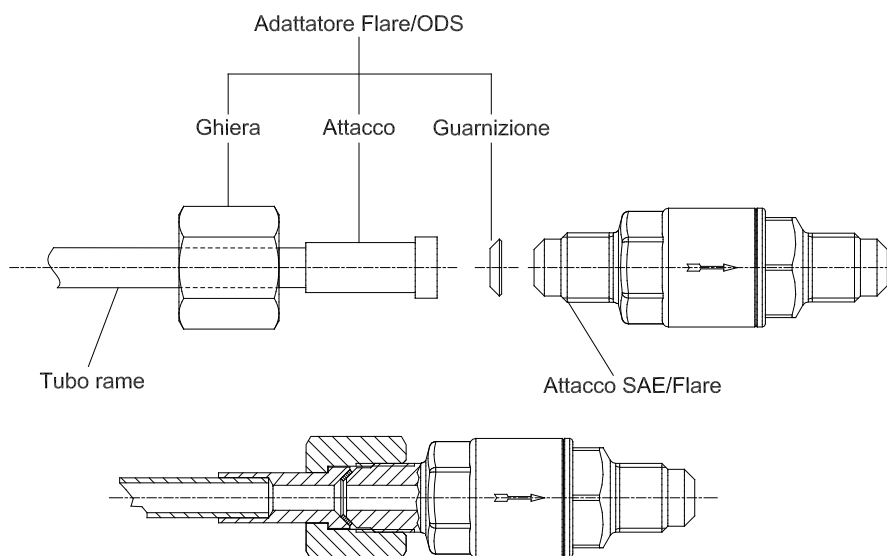 Adattatore Flare/ODS
Ghiera
Attacco
Guarnizione
Tubo rame
Attacco SAE/Flare